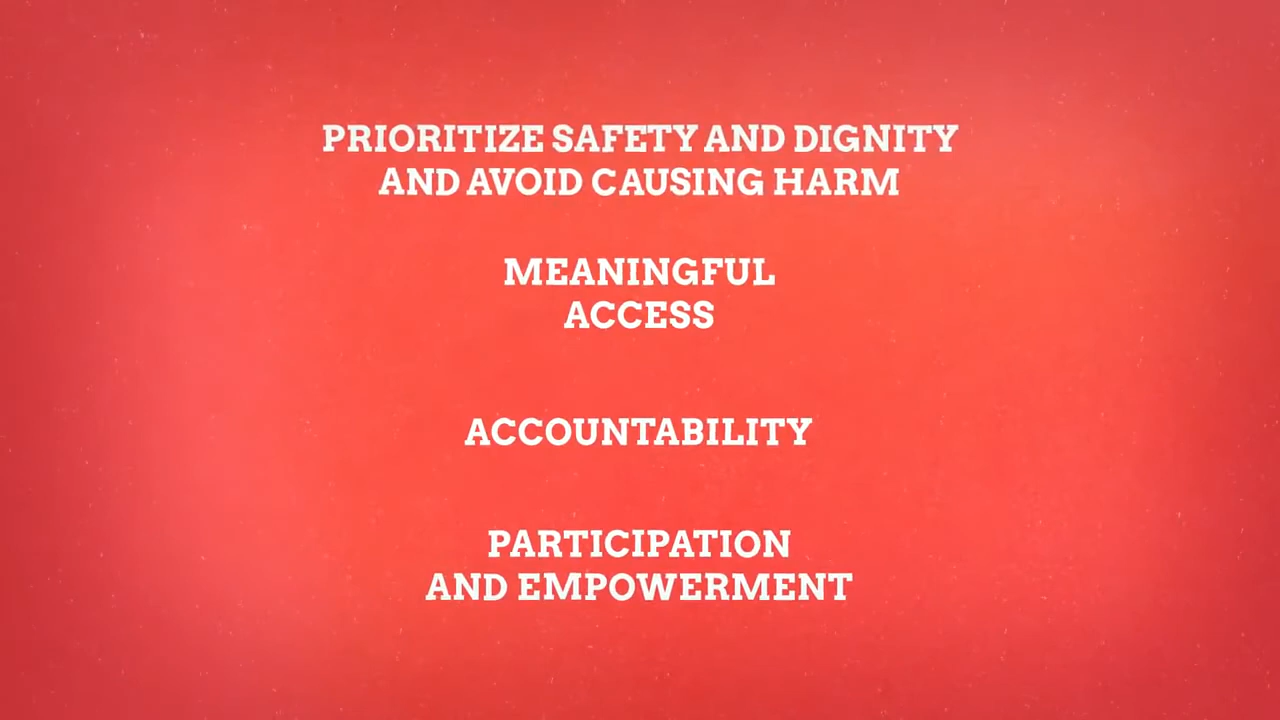 PRIORITIZE SAFETY AND DIGNITY
AND AVOID CAUSING HARM
MEANINGFUL
ACCESS
ACCOUNTABILITY
PARTICIPATION
AND EMPOWERMENT